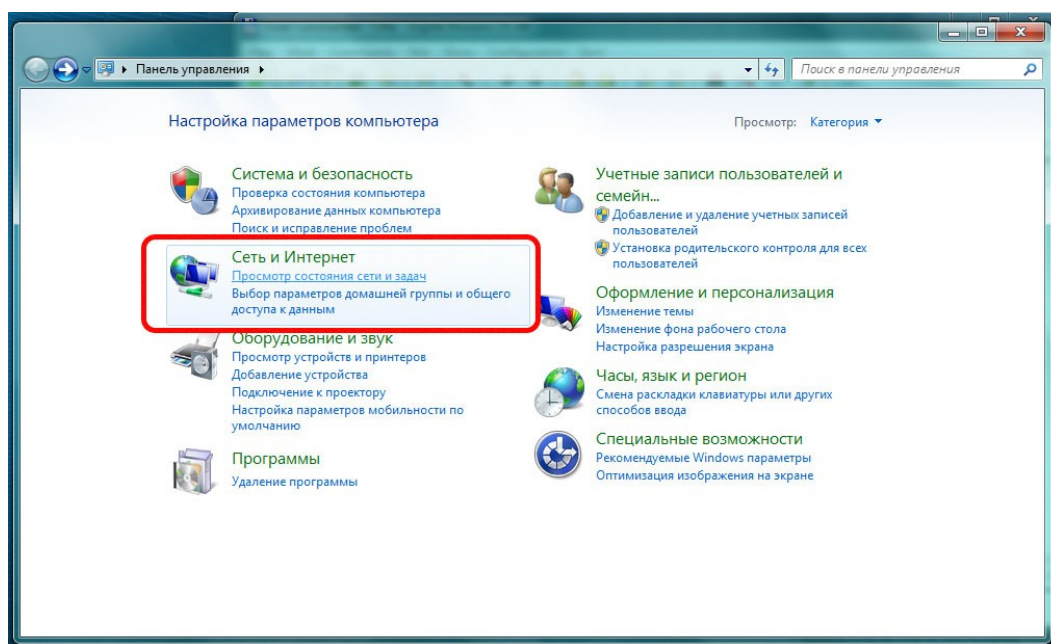 Панель управления
Поиск в панели управления
Настройка параметров компьютера
Просмотр: Категория
Система и безопасность
Проверка состояния компьютера
Архивирование данных компьютера
Поиск и исправление проблем
Сеть и Интернет
Просмотр состояния сети и задач
Выбор параметров домашней группы и общего
доступа к данным
Оборудование и звук
Просмотр устройств и принтеров
Добавление устройства
Подключение к проектору
Настройка параметров мобильности по
умолчанию
Программы
Удаление программы
Учетные записи пользователей и
семейн...
Добавление и удаление учетных записей
пользователей
Установка родительского контроля для всех
пользователей
Оформление и персонализация
Изменение темы
Изменение фона рабочего стола
Настройка разрешения экрана
Часы, язык и регион
Смена раскладки клавиатуры или других
способов ввода
Специальные возможности
Рекомендуемые Windows параметры
Оптимизация изображения на экране